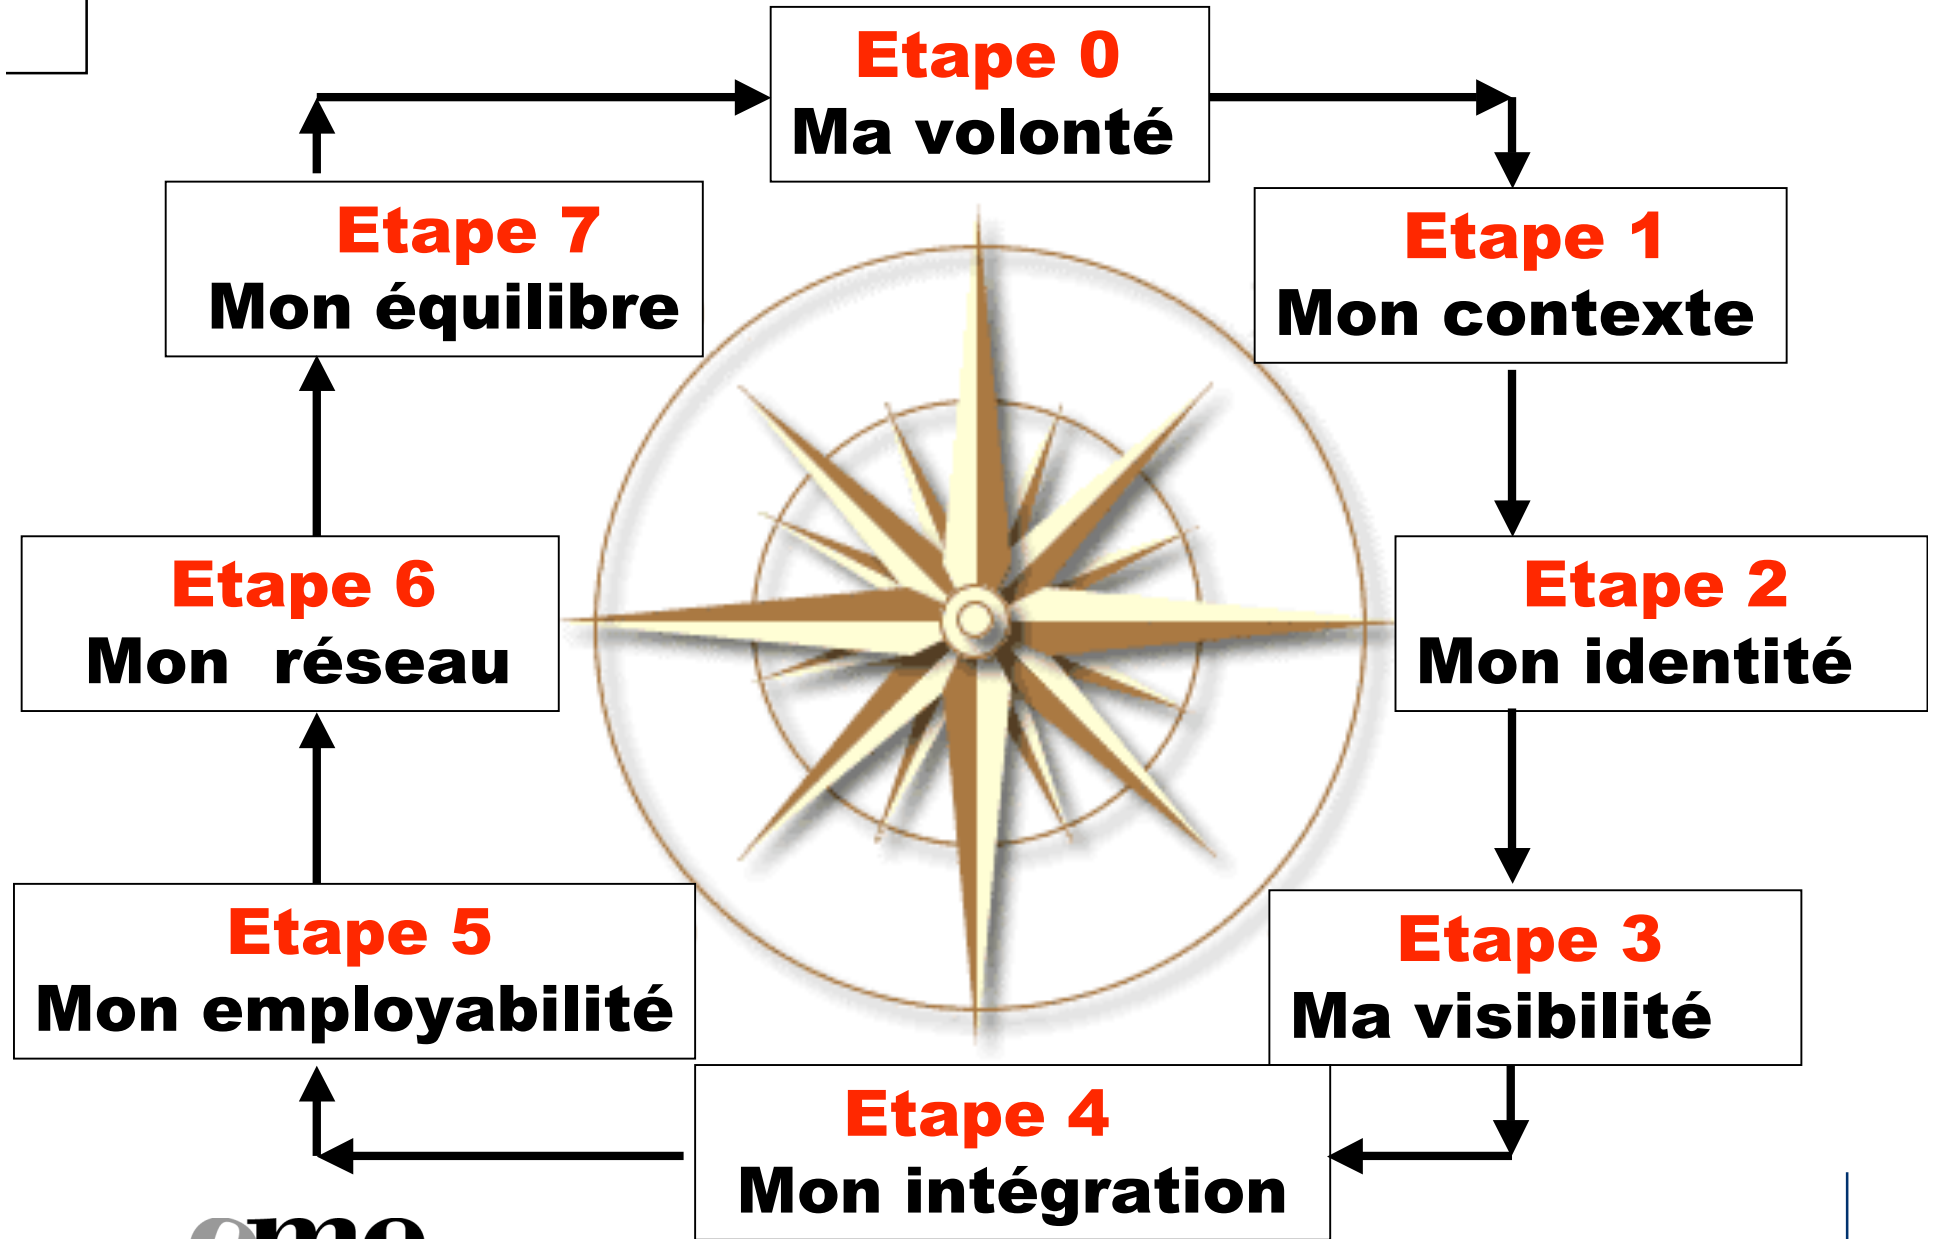 Etape 0
Ma volonté
Etape 1
Mon contexte
Etape 2
Mon identité
Etape 3
Ma visibilité
Etape 4
Mon intégration
Etape 5
Mon employabilité
Etape 6
Mon  réseau
Etape 7
Mon équilibre